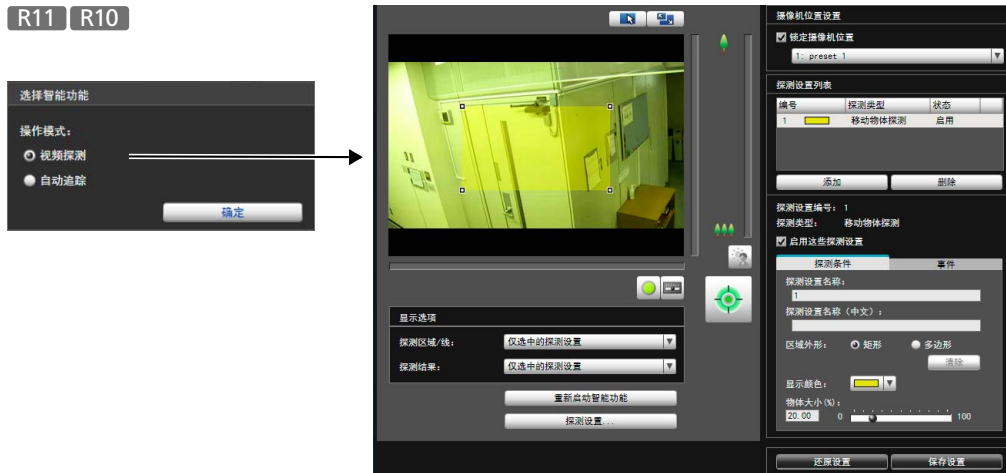 R11 R10
选择智能功能
操作模式：
视频探测
自动追踪
确定
显示选项
探测区域/线： 仅选中的探测设置
探测结果： 仅选中的探测设置
重新启动智能功能
探测设置...
摄像机位置设置
锁定摄像机位置
1: preset 1
探测设置列表
编号 探测类型 状态
1 移动物体探测 启用
添加 删除
探测设置编号： 1
探测类型： 移动物体探测
启用这些探测设置
探测条件 事件
探测设置名称：
1
探测设置名称（中文）：
区域外形： 矩形 多边形
清除
显示颜色：
物体大小(%)：
20.00 0 100
还原设置 保存设置